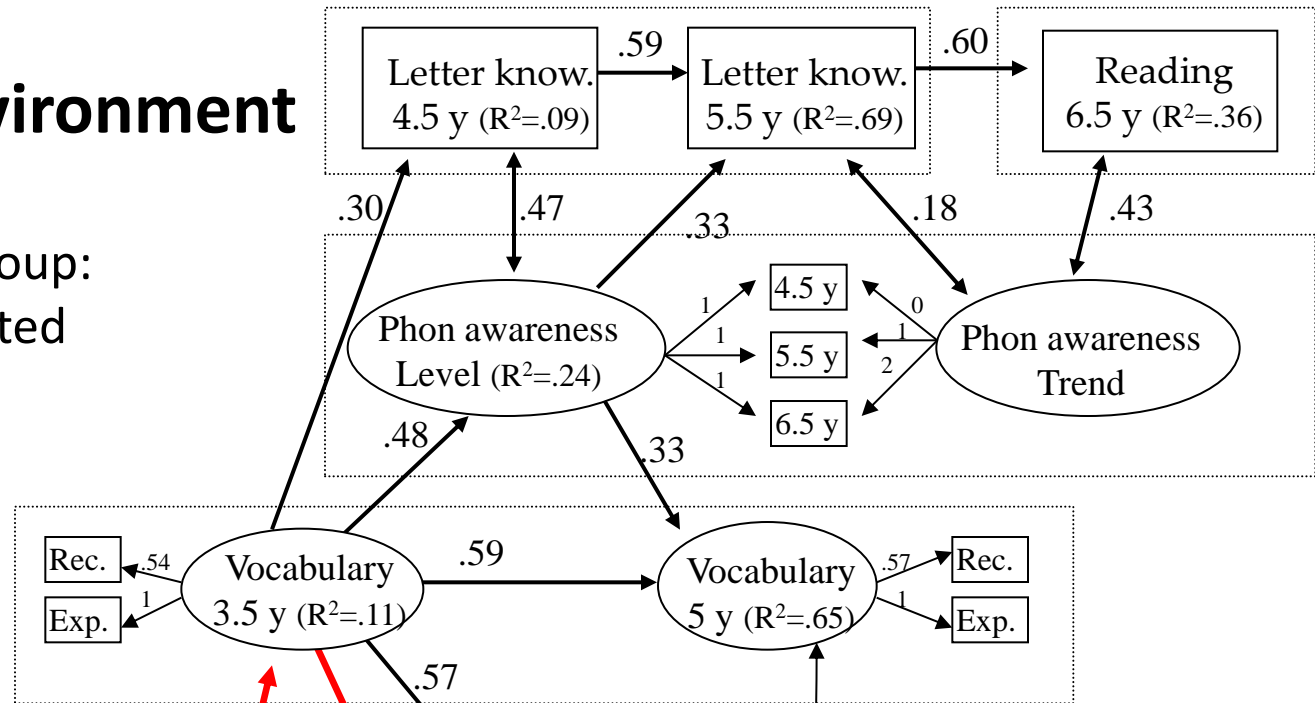 vironment
oup:
ted
Letter know.
4.5 y (R²=.09)
.59
Letter know.
5.5 y (R²=.69)
.60
Reading
6.5 y (R²=.36)
.30
.47
.33
.18
.43
Phon awareness
Level (R²=.24)
1
1
1
4.5 y
5.5 y
6.5 y
0
1
2
Phon awareness
Trend
.48
.33
Rec.
Exp.
.54
1
Vocabulary
3.5 y (R²=.11)
.59
Vocabulary
5 y (R²=.65)
.57
1
Rec.
Exp.
.57